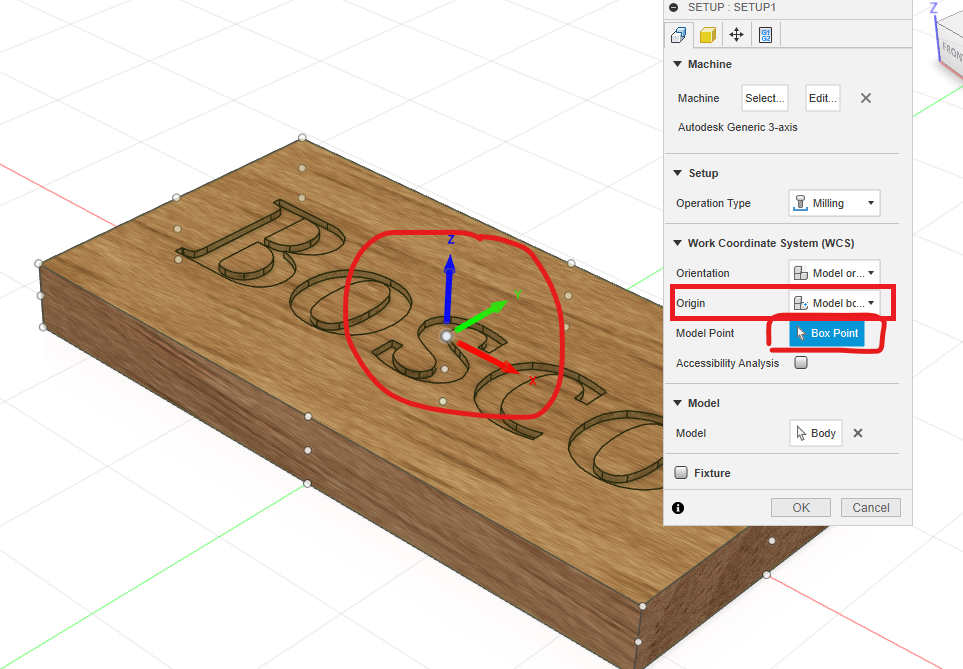 SETUP : SETUP1
Z
FRONT
Machine
Machine Select... Edit...
Autodesk Generic 3-axis
Setup
Operation Type Milling
Work Coordinate System (WCS)
Orientation Model or...
Origin Model bo...
Model Point Box Point
Accessibility Analysis
Model
Model Body
Fixture
OK Cancel
G1
G2
BOSCO
Z
Y
X